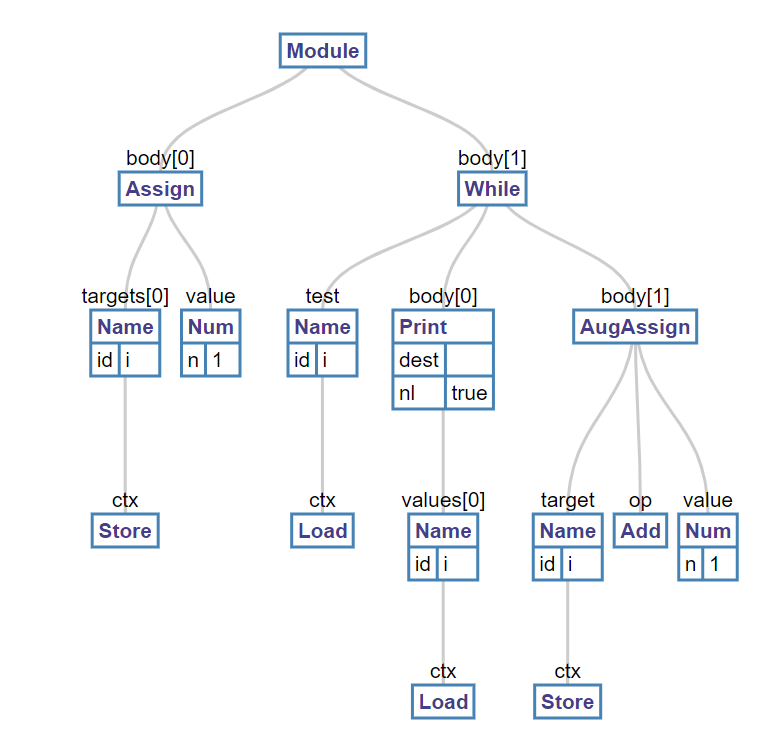 Module
body[0] body[1]
Assign While
targets[0] value test body[0] body[1]
Name Num Name Print AugAssign
id i n 1 id i dest
nl true
ctx ctx values[0] target op value
Store Load Name Name Add Num
id i id i n 1
ctx ctx
Load Store